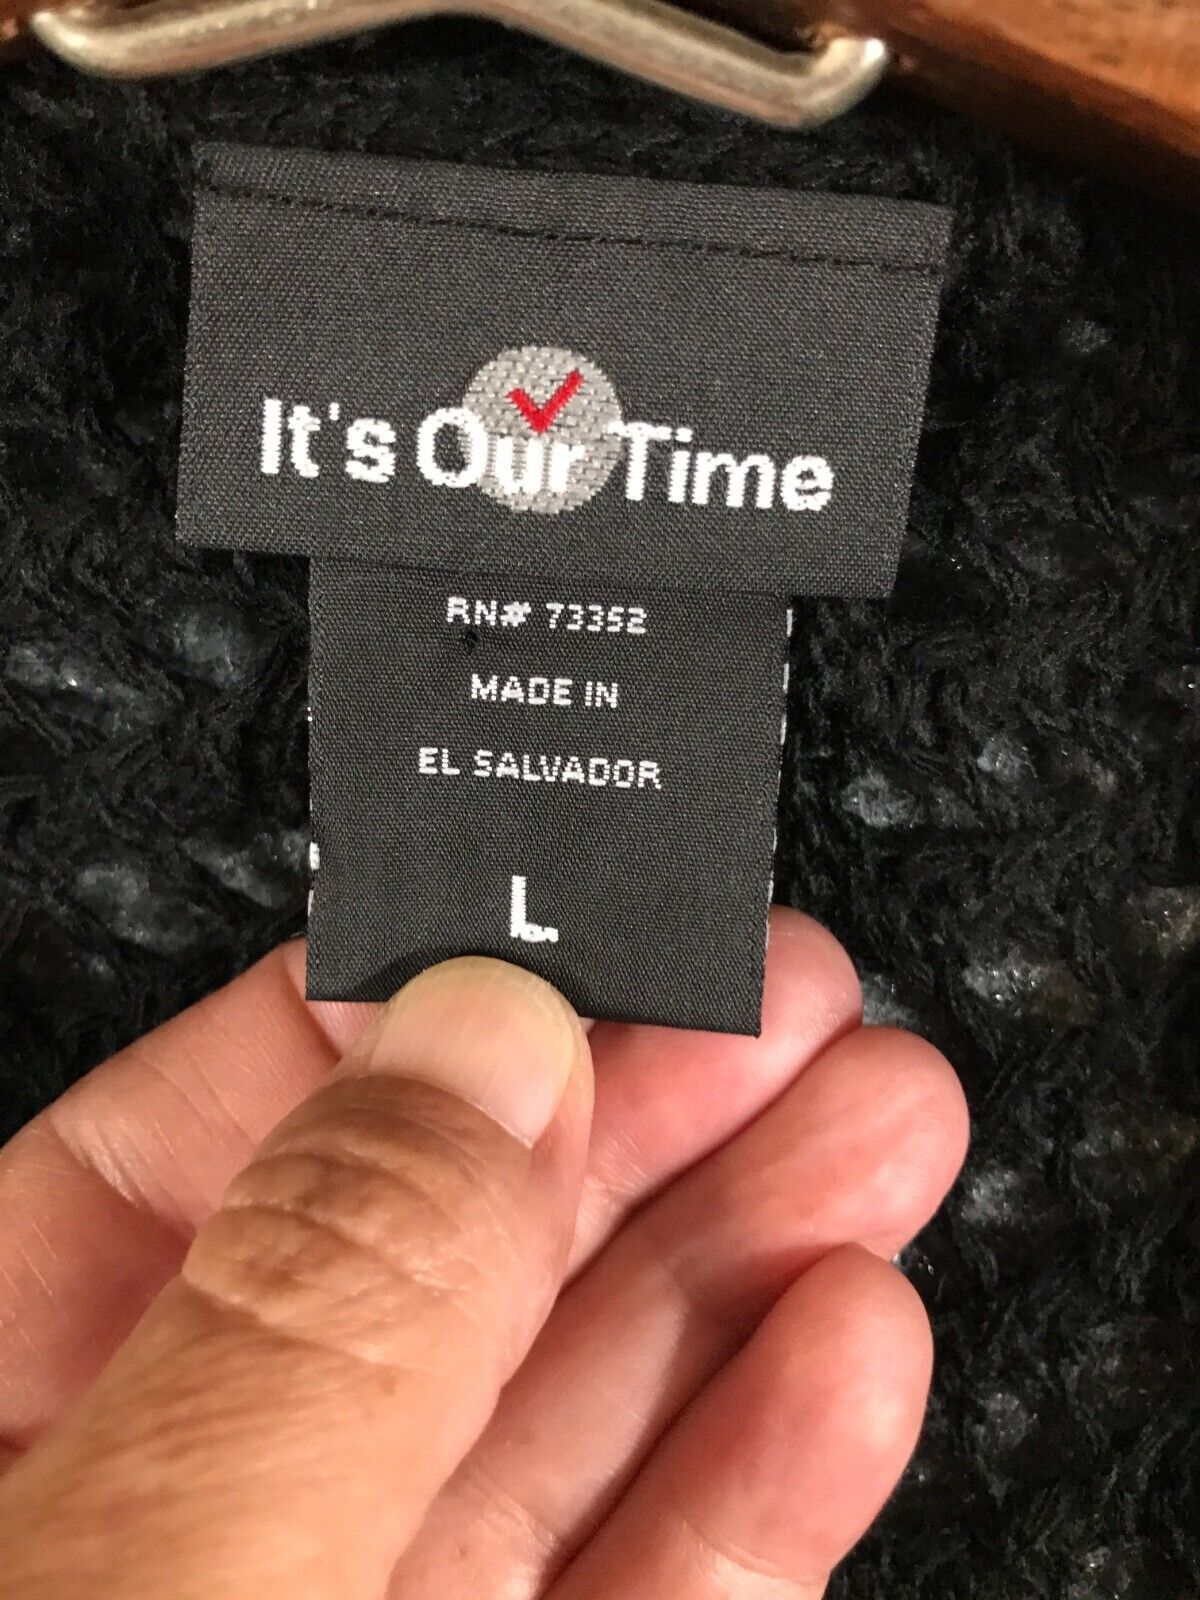 It's Our Time
RN# 73352
MADE IN
EL SALVADOR
L